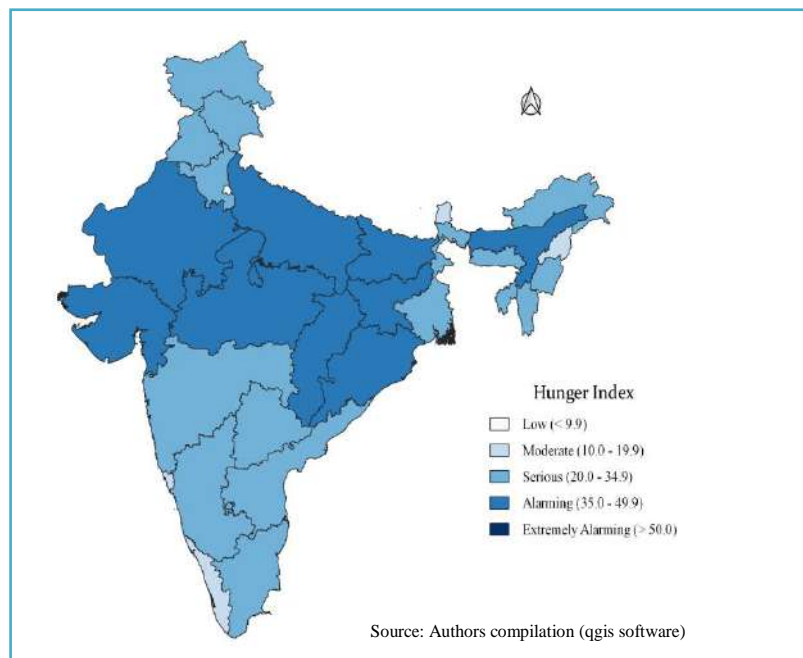 Hunger Index
Low (< 9.9)
Moderate (10.0 - 19.9)
Serious (20.0 - 34.9)
Alarming (35.0 - 49.9)
Extremely Alarming (> 50.0)
Source: Authors compilation (qgis software)